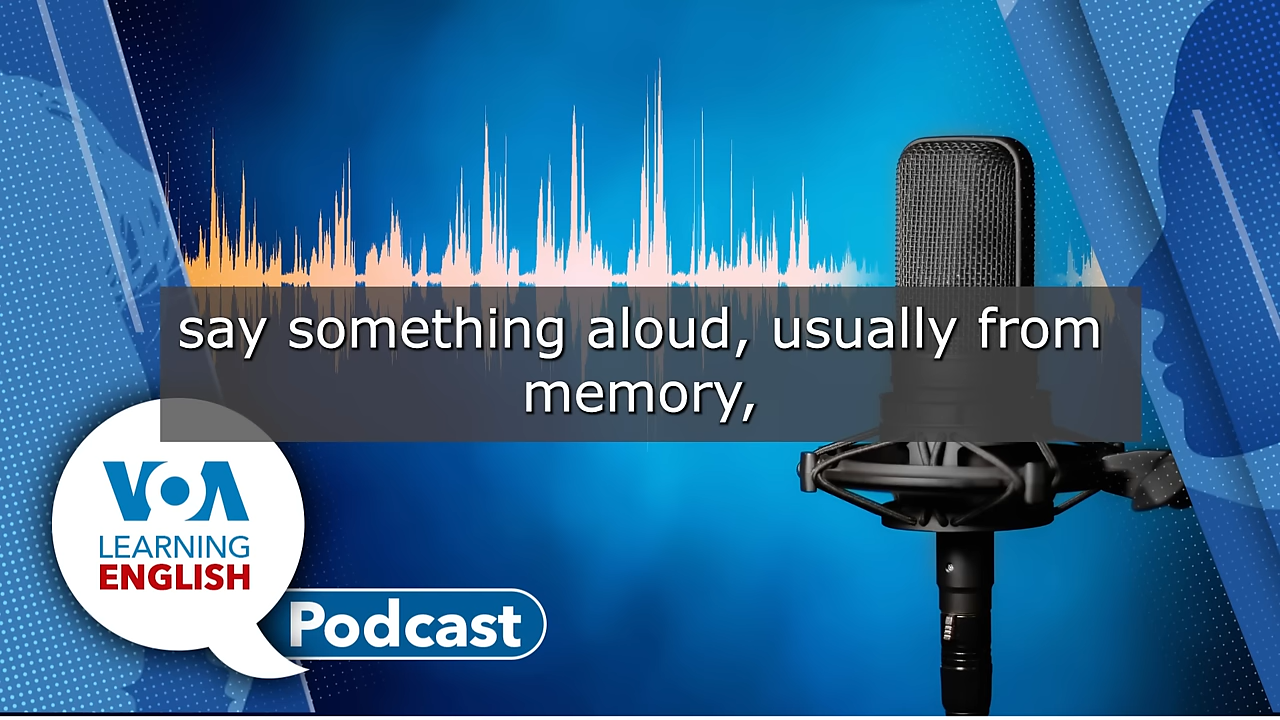 say something aloud, usually from
memory,
VOA
LEARNING
ENGLISH
Podcast